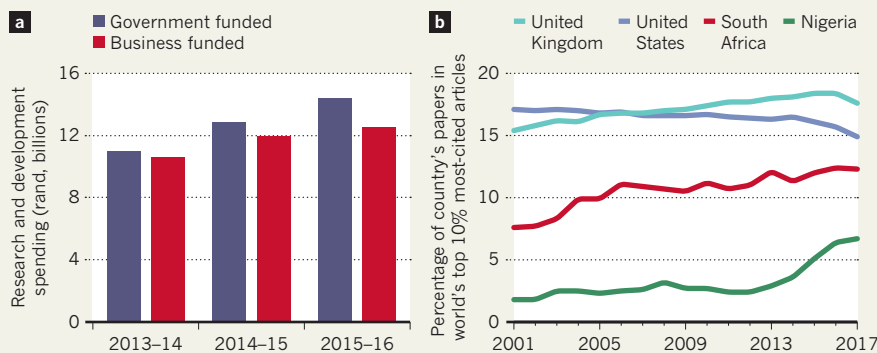 a
Government funded
Business funded
Research and development
spending (rand, billions)
16
12
8
4
0
2013–14
2014–15
2015–16
b
United
Kingdom
United
States
South
Africa
Nigeria
Percentage of country's papers in
world's top 10% most-cited articles
20
15
10
5
0
2001
2005
2009
2013
2017